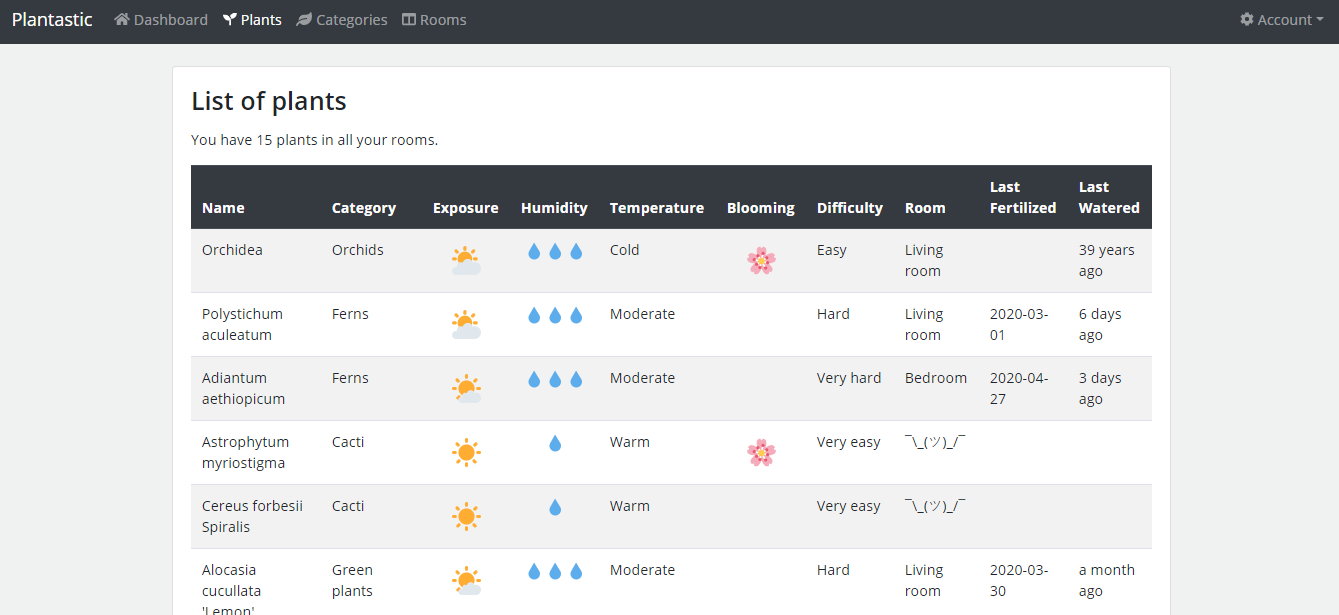 Plantastic Dashboard Plants Categories Rooms Account
List of plants
You have 15 plants in all your rooms.
Name Category Exposure Humidity Temperature Blooming Difficulty Room Last Fertilized Last Watered
Orchidea Orchids Cold Easy Living room 39 years ago
Polystichum aculeatum Ferns Moderate Hard Living room 2020-03-01 6 days ago
Adiantum aethiopicum Ferns Moderate Very hard Bedroom 2020-04-27 3 days ago
Astrophytum myriostigma Cacti Warm Very easy ¯\_(ツ)_/¯
Cereus forbesii Spiralis Cacti Warm Very easy ¯\_(ツ)_/¯
Alocasia cucullata 'Lemon' Green plants Moderate Hard Living room 2020-03-30 a month ago